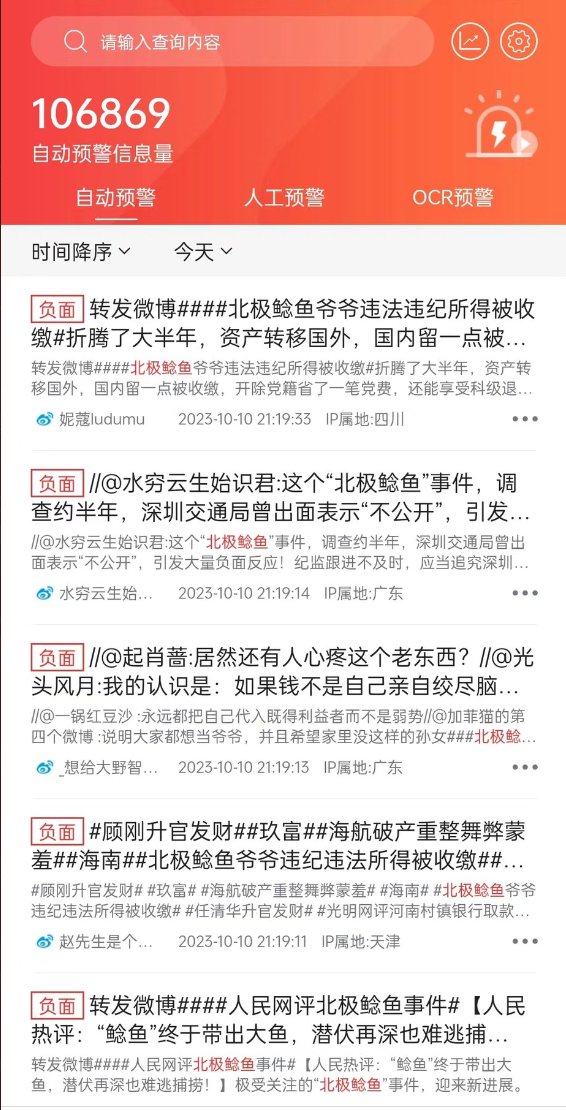 请输入查询内容
106869
自动预警信息量
自动预警 人工预警 OCR预警
时间降序 今天
负面 转发微博####北极鲶鱼爷爷违法违纪所得被收
缴#折腾了大半年，资产转移国外，国内留一点被...
转发微博####北极鲶鱼爷爷违法违纪所得被收缴#折腾了大半年，资产转
移国外，国内留一点被收缴，开除党籍省了一笔党费，还能享受科级退...
妮蔻ludumu 2023-10-10 21:19:33 IP属地:四川
负面 //@水穷云生始识君:这个“北极鲶鱼”事件，调
查约半年，深圳交通局曾出面表示“不公开”，引发...
//@水穷云生始识君:这个“北极鲶鱼”事件，调查约半年，深圳交通局曾出
面表示“不公开”，引发大量负面反应！纪监跟进不及时，应当追究深圳...
水穷云生始... 2023-10-10 21:19:14 IP属地:广东
负面 //@起肖蔷:居然还有人心疼这个老东西？//@光
头风月:我的认识是：如果钱不是自己亲自绞尽脑...
//@一锅红豆沙 :永远都把自己代入既得利益者而不是弱势//@加菲猫的第
四个微博 :说明大家都想当爷爷，并且希望家里没这样的孙女###北极鲶...
_想给大野智... 2023-10-10 21:19:13 IP属地:广东
负面 #顾刚升官发财##玖富##海航破产重整舞弊蒙
羞##海南##北极鲶鱼爷爷违纪违法所得被收缴##...
#顾刚升官发财# #玖富# #海航破产重整舞弊蒙羞# #海南# #北极鲶鱼爷爷
违纪违法所得被收缴# #任清华升官发财# #光明网评河南村镇银行取款...
赵先生是个... 2023-10-10 21:19:11 IP属地:天津
负面 转发微博####人民网评北极鲶鱼事件#【人民
热评：“鲶鱼”终于带出大鱼，潜伏再深也难逃捕...
转发微博####人民网评北极鲶鱼事件#【人民热评：“鲶鱼”终于带出大
鱼，潜伏再深也难逃捕捞！】极受关注的“北极鲶鱼”事件，迎来新进展。